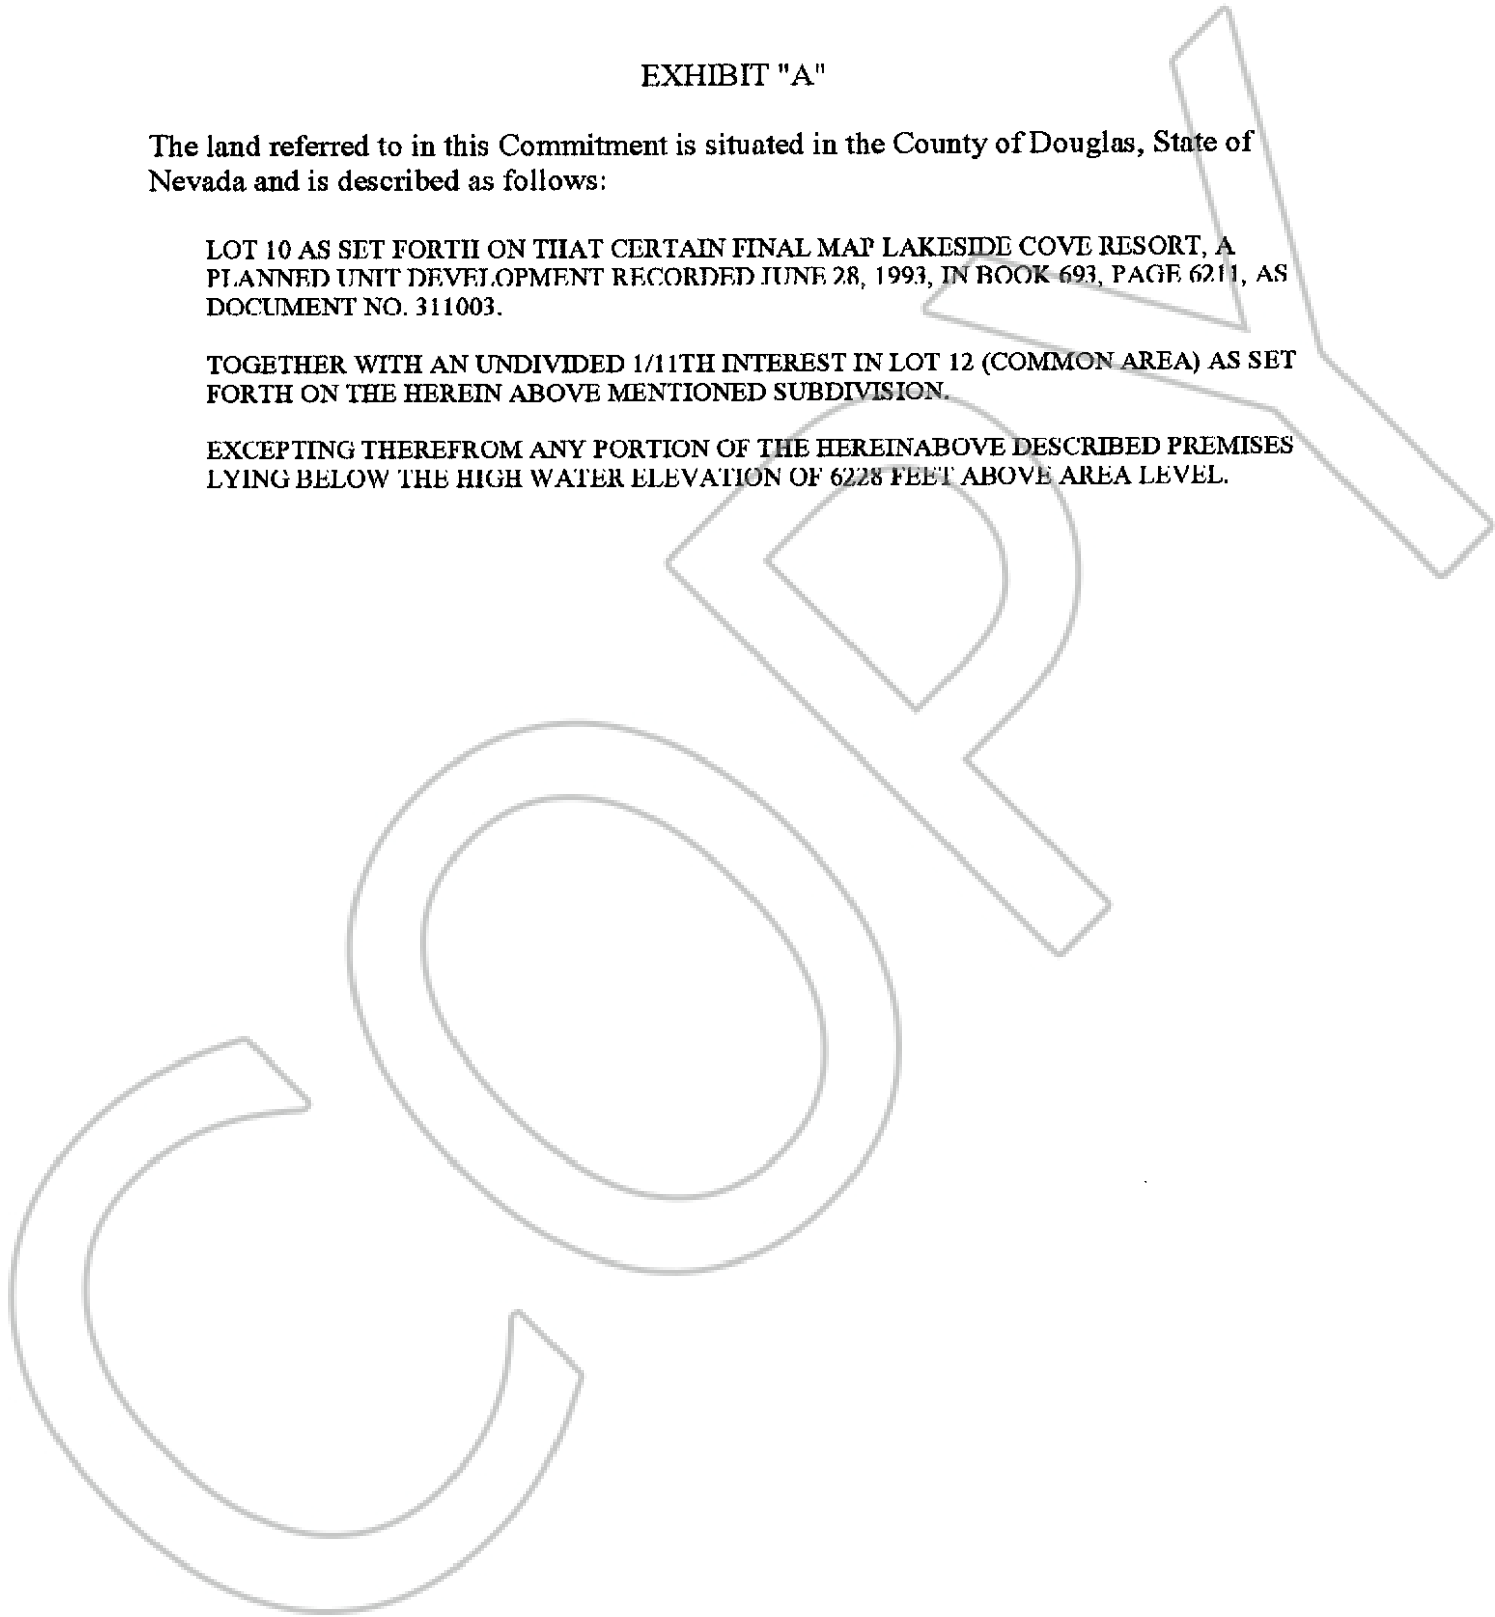 EXHIBIT "A"
The land referred to in this Commitment is situated in the County of Douglas, State of
Nevada and is described as follows:
LOT 10 AS SET FORTH ON THAT CERTAIN FINAL MAP LAKESIDE COVE RESORT, A
PLANNED UNIT DEVELOPMENT RECORDED JUNE 28, 1993, IN BOOK 693, PAGE 6211, AS
DOCUMENT NO. 311003.
TOGETHER WITH AN UNDIVIDED 1/11TH INTEREST IN LOT 12 (COMMON AREA) AS SET
FORTH ON THE HEREIN ABOVE MENTIONED SUBDIVISION.
EXCEPTING THEREFROM ANY PORTION OF THE HEREINABOVE DESCRIBED PREMISES
LYING BELOW THE HIGH WATER ELEVATION OF 6228 FEET ABOVE AREA LEVEL.
COPY